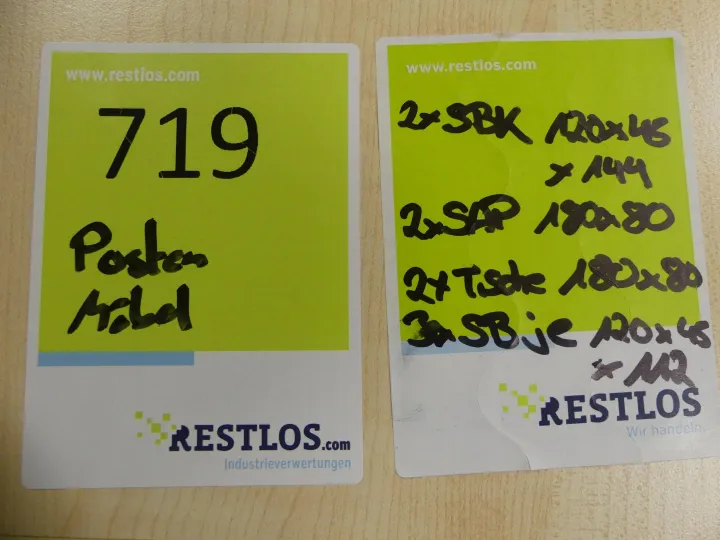 www.restlos.com
719
Posten
Möbel
RESTLOS.com
Industrieverwertungen
www.restlos.com
2x SBK 120x45
x 144
2x SAP 180x80
2x Tische 180x80
3x SB je 120x45
x 112
RESTLOS
Wir handeln.